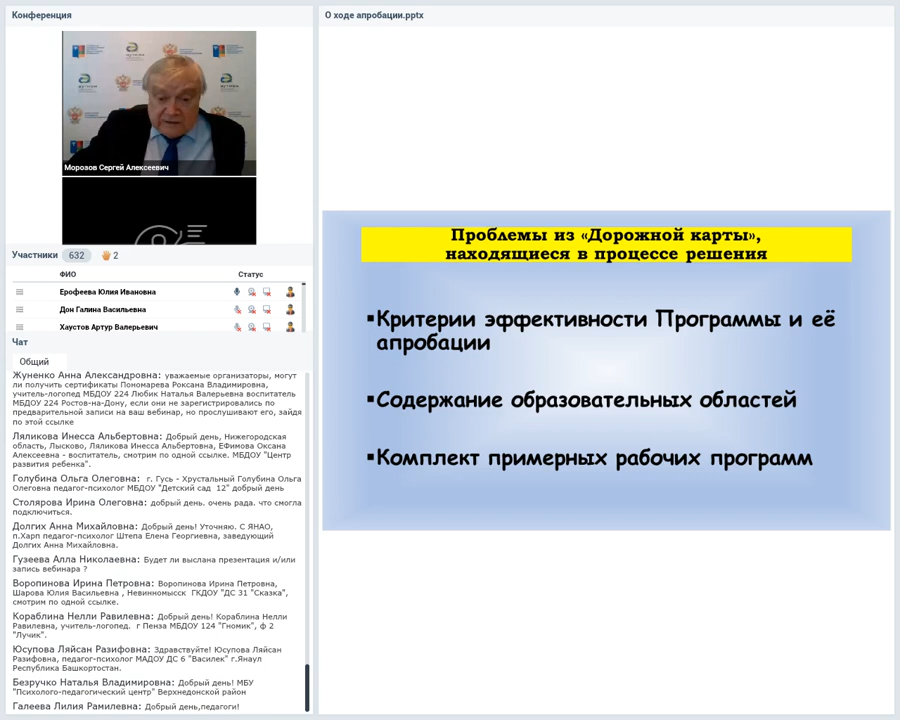 Конференция
О ходе апробации.pptx
аутизм
Морозов Сергей Алексеевич
Участники 632 2
ФИО Статус
Ерофеева Юлия Ивановна
Дон Галина Васильевна
Хаустов Артур Валерьевич
Чат
Общий
Жуненко Анна Александровна: уважаемые организаторы, могут
ли получить сертификаты Пономарева Роксана Владимировна,
учитель-логопед МБДОУ 224 Любик Наталья Валерьевна воспитатель
МБДОУ 224 Ростов-на-Дону, если они не зарегистрировались по
предварительной записи на ваш вебинар, но прослушивают его, зайдя
по этой ссылке
Ляликова Инесса Альбертовна: Добрый день, Нижегородская
область, Лысково, Ляликова Инесса Альбертовна, ЕФимова Оксана
Алексеевна - воспитатель, смотрим по одной ссылке. МБДОУ "Центр
развития ребенка".
Голубина Ольга Олеговна: г. Гусь - Хрустальный Голубина Ольга
Олеговна педагог-психолог МБДОУ "Детский сад 12" добрый день
Столярова Ирина Олеговна: добрый день. очень рада. что смогла
подключиться.
Долгих Анна Михайловна: Добрый день! Уточняю. С ЯНАО,
п.Харп педагог-психолог Штепа Елена Георгиевна, заведующий
Долгих Анна Михайловна.
Гузеева Алла Николаевна: Будет ли выслана презентация и/или
запись вебинара ?
Воропинова Ирина Петровна: Воропинова Ирина Петровна,
Шарова Юлия Васильевна , Невинномысск ГКДОУ "ДС 31 "Сказка",
смотрим по одной ссылке.
Кораблина Нелли Равилевна: Добрый день! Кораблина Нелли
Равилевна, учитель-логопед. г Пенза МБДОУ 124 "Гномик", ф 2
"Лучик".
Юсупова Ляйсан Разифовна: Здравствуйте! Юсупова Ляйсан
Разифовна, педагог-психолог МАДОУ ДС 6 "Василек" г.Янаул
Республика Башкортостан.
Безручко Наталья Владимировна: Добрый день! МБУ
"Психолого-педагогический центр" Верхнедонской район
Галеева Лилия Рамилевна: Добрый день,педагоги!
Проблемы из «Дорожной карты»,
находящиеся в процессе решения
▪Критерии эффективности Программы и её
апробации
▪Содержание образовательных областей
▪Комплект примерных рабочих программ